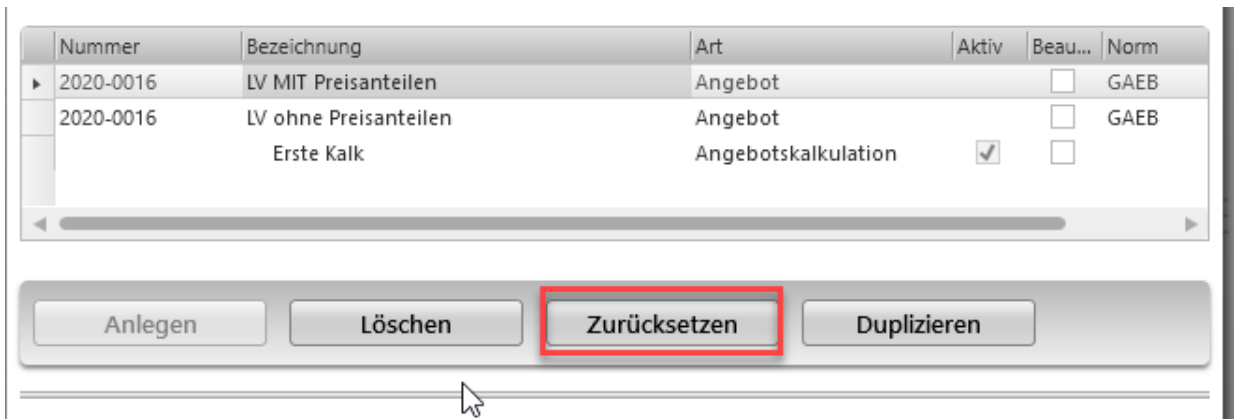 Nummer Bezeichnung Art Aktiv Beau... Norm
2020-0016 LV MIT Preisanteilen Angebot GAEB
2020-0016 LV ohne Preisanteilen Angebot GAEB
Erste Kalk Angebotskalkulation
Anlegen Löschen Zurücksetzen Duplizieren